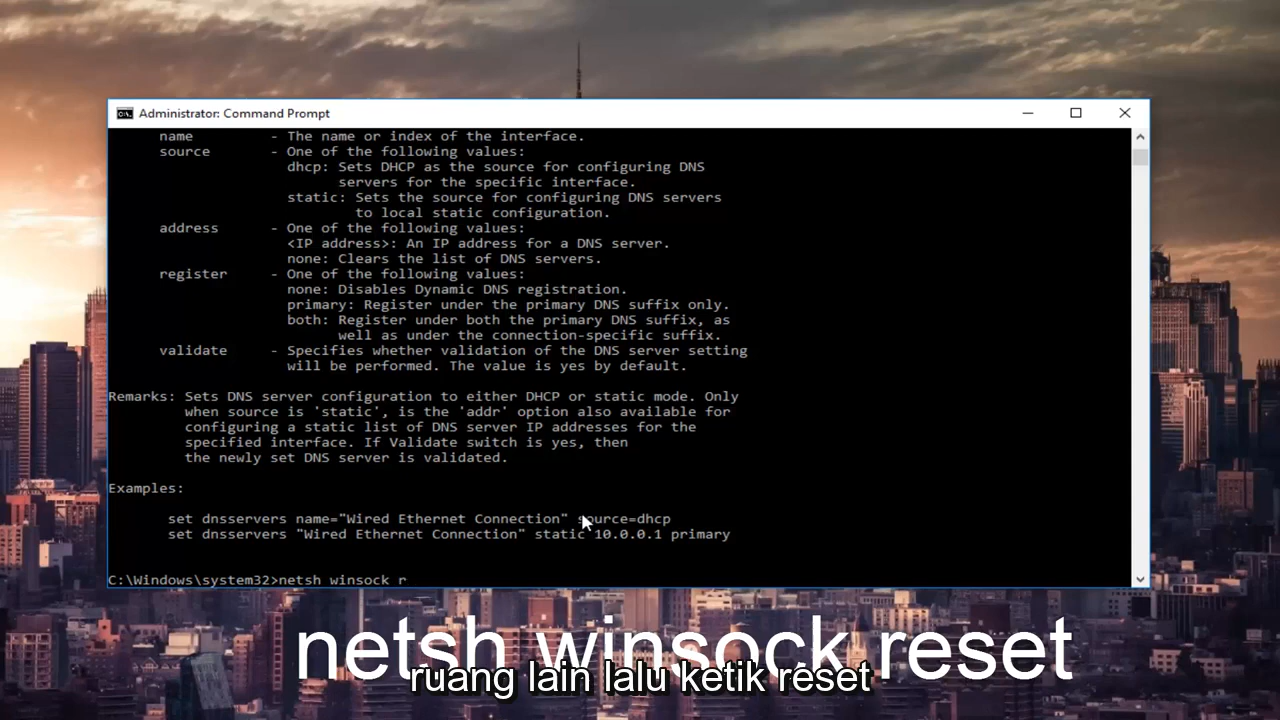 Administrator: Command Prompt
name - The name or index of the interface.
source - One of the following values:
dhcp: Sets DHCP as the source for configuring DNS
servers for the specific interface.
static: Sets the source for configuring DNS servers
to local static configuration.
address - One of the following values:
<IP address>: An IP address for a DNS server.
none: Clears the list of DNS servers.
register - One of the following values:
none: Disables Dynamic DNS registration.
primary: Register under the primary DNS suffix only.
both: Register under both the primary DNS suffix, as
well as under the connection-specific suffix.
validate - Specifies whether validation of the DNS server setting
will be performed. The value is yes by default.
Remarks: Sets DNS server configuration to either DHCP or static mode. Only
when source is 'static', is the 'addr' option also available for
configuring a static list of DNS server IP addresses for the
specified interface. If Validate switch is yes, then
the newly set DNS server is validated.
Examples:
set dnsservers name="Wired Ethernet Connection" source=dhcp
set dnsservers "Wired Ethernet Connection" static 10.0.0.1 primary
C:\Windows\system32>netsh winsock r
netsh winsock reset
ruang lain lalu ketik reset